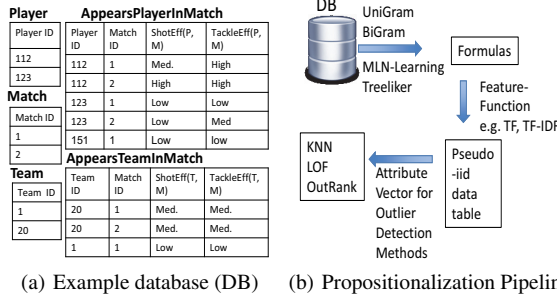 Player
Player ID
112
123
Match
Match ID
1
2
Team
Team ID
1
20
AppearsPlayerInMatch
Player ID Match ID ShotEff(P, M) TackleEff(P, M)
112 1 Med. High
112 2 High High
123 1 Low Low
123 2 Low Med
151 1 Low low
AppearsTeamInMatch
Team ID Match ID ShotEff(T, M) TackleEff(T, M)
20 1 Med. Med.
20 2 Med. Med.
1 1 Low Low
(a) Example database (DB)
DB
UniGram
BiGram
MLN-Learning
Treeliker
Formulas
Feature-
Function
e.g. TF, TF-IDF
Pseudo
-iid
data
table
Attribute
Vector for
Outlier
Detection
Methods
KNN
LOF
OutRank
(b) Propositionalization Pipelin